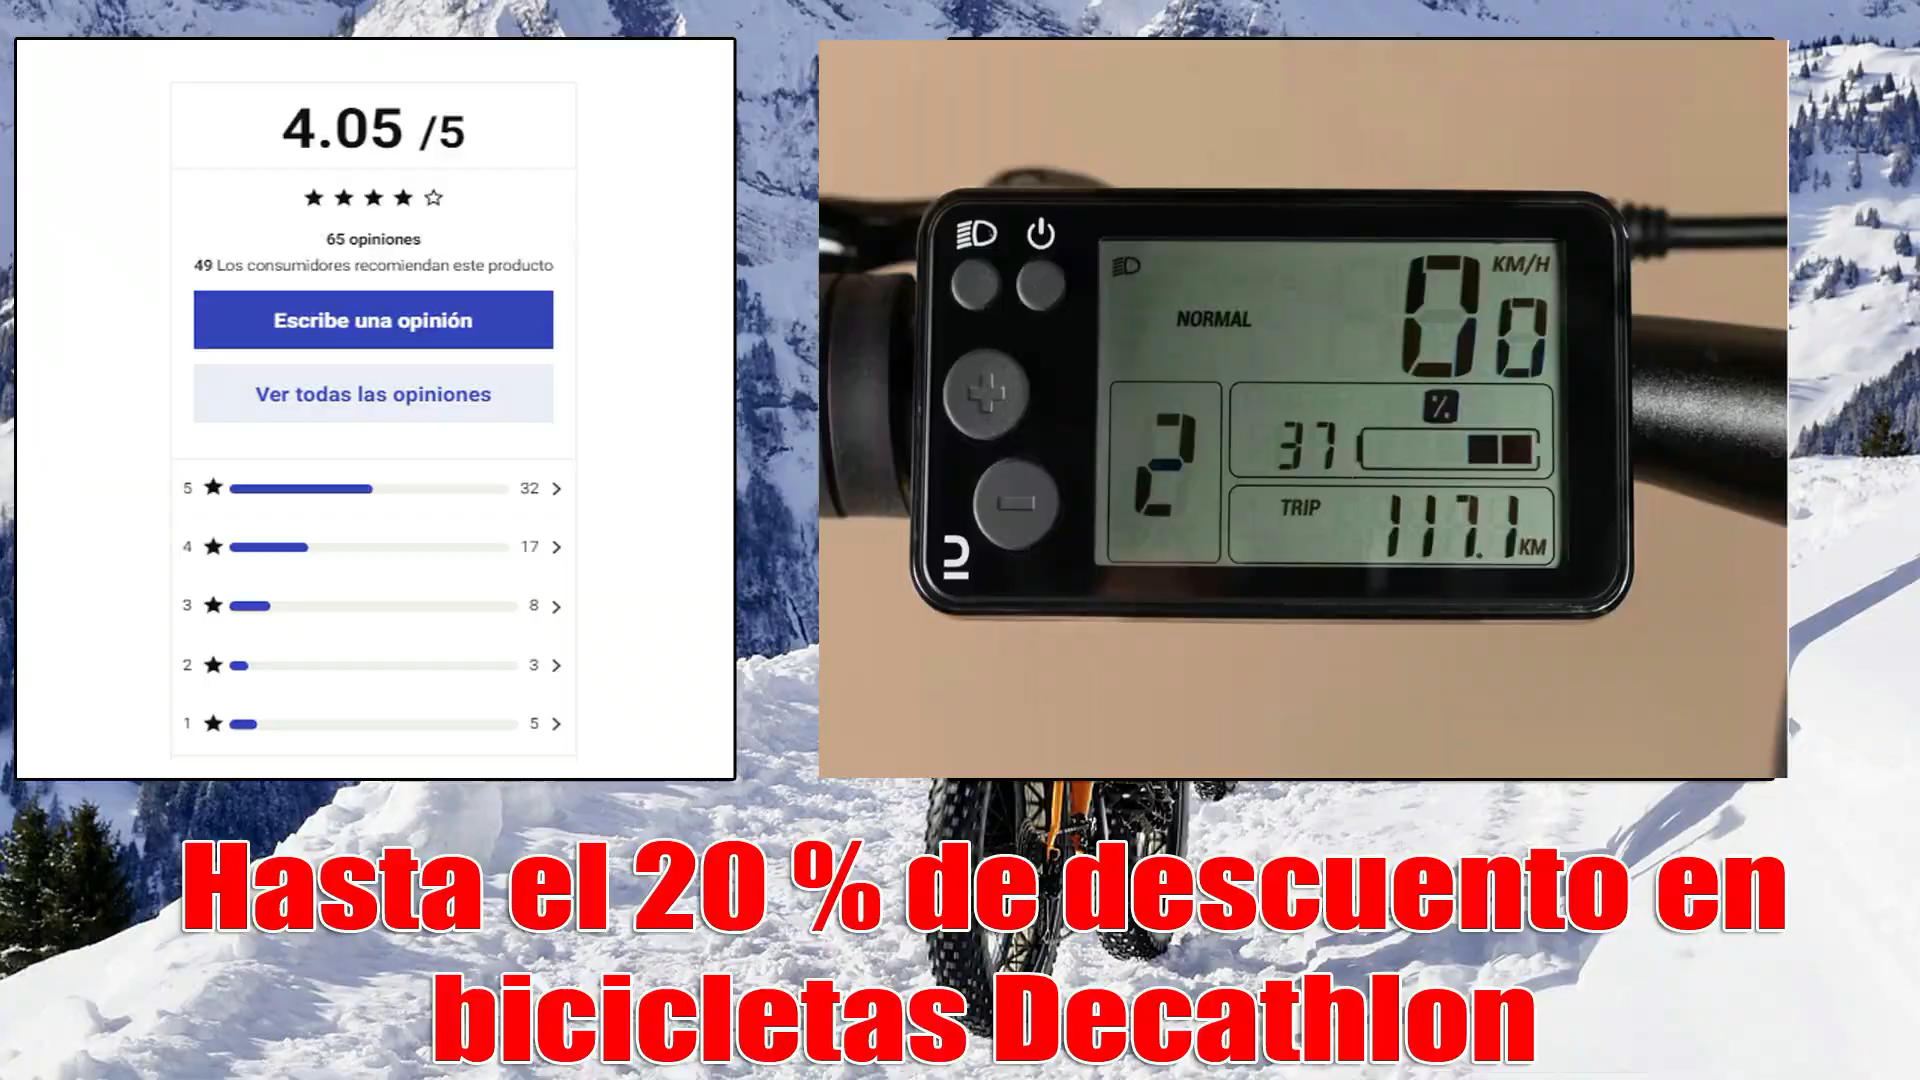 4.05 /5
65 opiniones
49 Los consumidores recomiendan este producto
Escribe una opinión
Ver todas las opiniones
5 32
4 17
3 8
2 3
1 5
KM/H
NORMAL 0.0
%
2 37
TRIP 117.1 KM
Hasta el 20 % de descuento en
bicicletas Decathlon